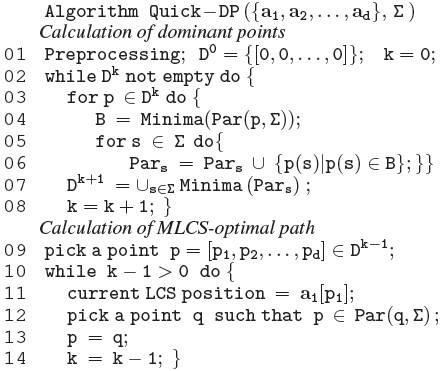 Algorithm Quick−DP ({a₁, a₂, . . . , a_d}, Σ )
Calculation of dominant points
01 Preprocessing; D⁰ = {[0, 0, . . . , 0]}; k = 0;
02 while Dᵏ not empty do {
03 for p ∈ Dᵏ do {
04 B = Minima(Par(p, Σ));
05 for s ∈ Σ do{
06 Par_s = Par_s ∪ {p(s)|p(s) ∈ B}; }}
07 Dᵏ⁺¹ = ∪_{s∈Σ} Minima (Par_s) ;
08 k = k + 1; }
Calculation of MLCS-optimal path
09 pick a point p = [p₁, p₂, . . . , p_d] ∈ Dᵏ⁻¹;
10 while k − 1 > 0 do {
11 current LCS position = a₁[p₁];
12 pick a point q such that p ∈ Par(q, Σ) ;
13 p = q;
14 k = k − 1; }